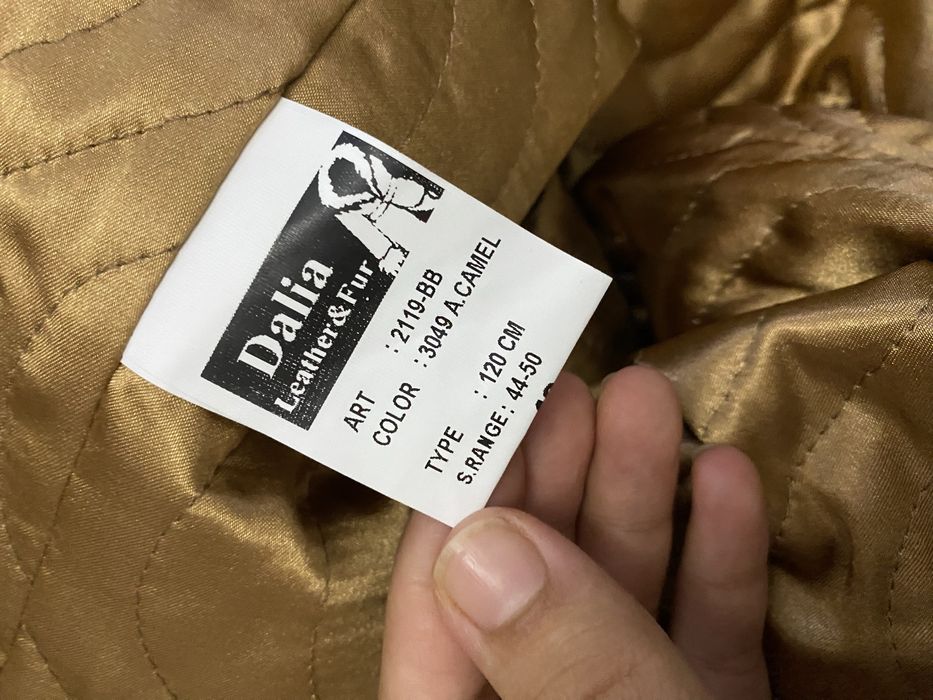 Dalia
Leather&Fur
ART : 2119-BB
COLOR : 3049 A.CAMEL
TYPE : 120 CM
S.RANGE: 44-50